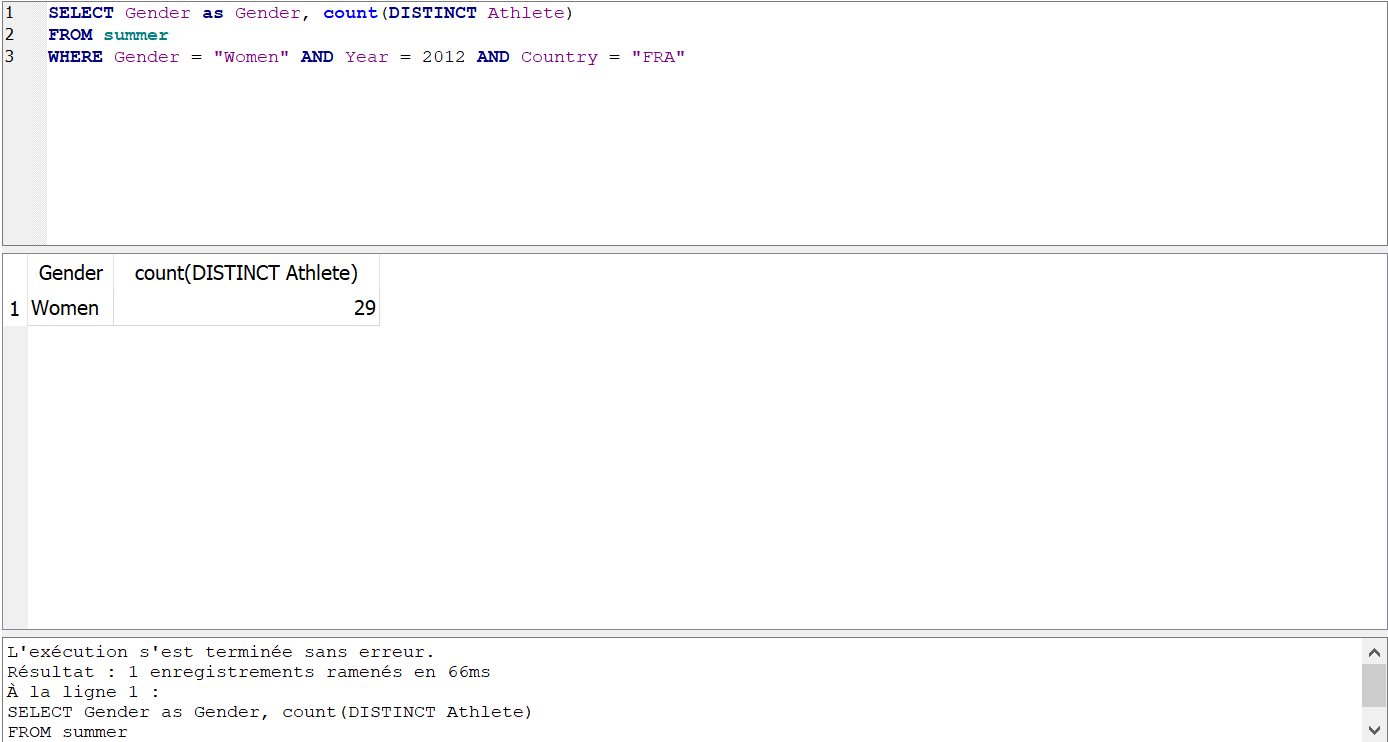 1 SELECT Gender as Gender, count(DISTINCT Athlete)
2 FROM summer
3 WHERE Gender = "Women" AND Year = 2012 AND Country = "FRA"
Gender count(DISTINCT Athlete)
1 Women 29
L'exécution s'est terminée sans erreur.
Résultat : 1 enregistrements ramenés en 66ms
À la ligne 1 :
SELECT Gender as Gender, count(DISTINCT Athlete)
FROM summer